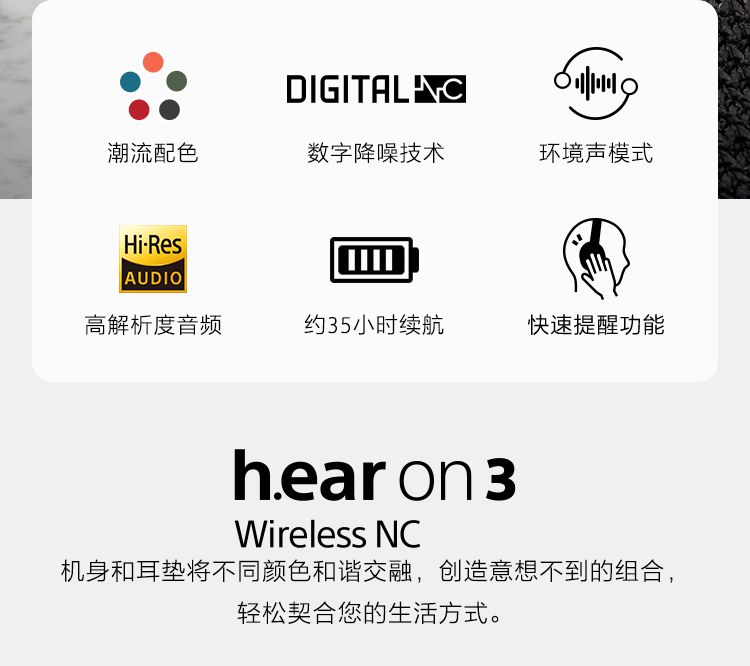 DIGITAL NC
潮流配色 数字降噪技术 环境声模式
Hi-Res
AUDIO
高解析度音频 约35小时续航 快速提醒功能
h.ear on 3
Wireless NC
机身和耳垫将不同颜色和谐交融，创造意想不到的组合，
轻松契合您的生活方式。